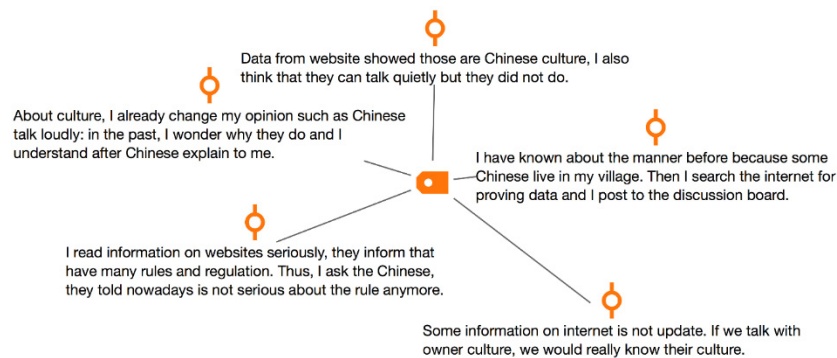 Data from website showed those are Chinese culture, I also
think that they can talk quietly but they did not do.
About culture, I already change my opinion such as Chinese
talk loudly: in the past, I wonder why they do and I
understand after Chinese explain to me.
I have known about the manner before because some
Chinese live in my village. Then I search the internet for
proving data and I post to the discussion board.
I read information on websites seriously, they inform that
have many rules and regulation. Thus, I ask the Chinese,
they told nowadays is not serious about the rule anymore.
Some information on internet is not update. If we talk with
owner culture, we would really know their culture.